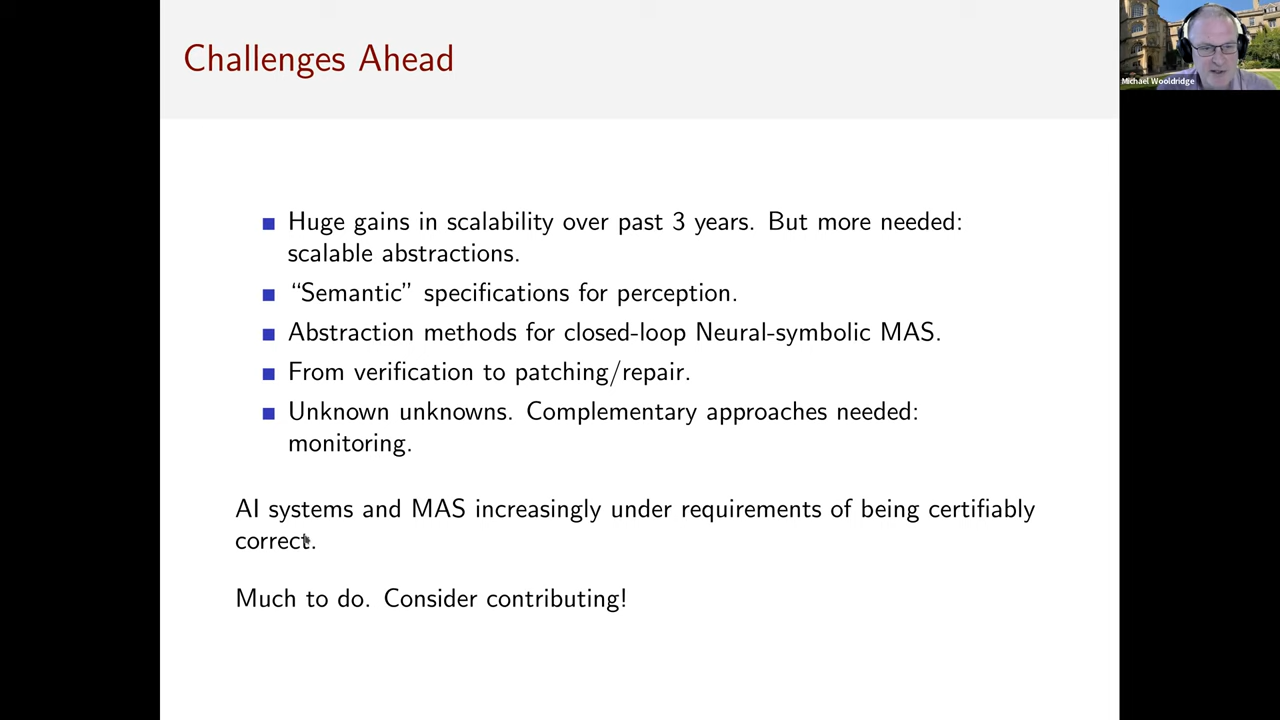 Challenges Ahead
Michael Wooldridge
Huge gains in scalability over past 3 years. But more needed:
scalable abstractions.
“Semantic” specifications for perception.
Abstraction methods for closed-loop Neural-symbolic MAS.
From verification to patching/repair.
Unknown unknowns. Complementary approaches needed:
monitoring.
AI systems and MAS increasingly under requirements of being certifiably
correct.
Much to do. Consider contributing!